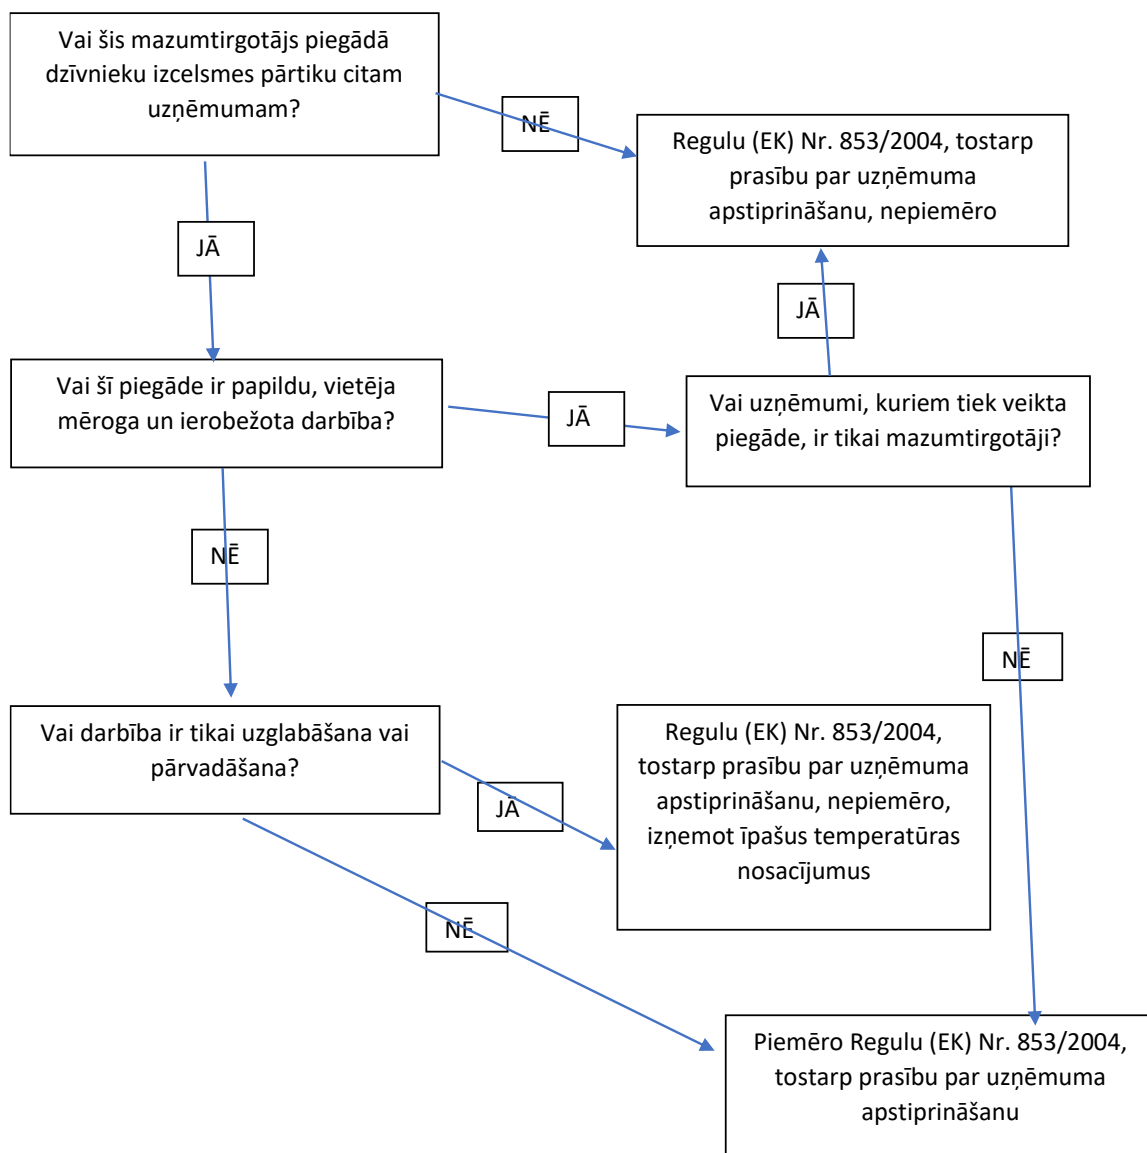 Vai šis mazumtirgotājs piegādā
dzīvnieku izcelsmes pārtiku citam
uzņēmumam?
NĒ
Regulu (EK) Nr. 853/2004, tostarp
prasību par uzņēmuma
apstiprināšanu, nepiemēro
JĀ
JĀ
Vai šī piegāde ir papildu, vietēja
mēroga un ierobežota darbība?
JĀ
Vai uzņēmumi, kuriem tiek veikta
piegāde, ir tikai mazumtirgotāji?
NĒ
NĒ
Vai darbība ir tikai uzglabāšana vai
pārvadāšana?
JĀ
Regulu (EK) Nr. 853/2004,
tostarp prasību par uzņēmuma
apstiprināšanu, nepiemēro,
izņemot īpašus temperatūras
nosacījumus
NĒ
Piemēro Regulu (EK) Nr. 853/2004,
tostarp prasību par uzņēmuma
apstiprināšanu